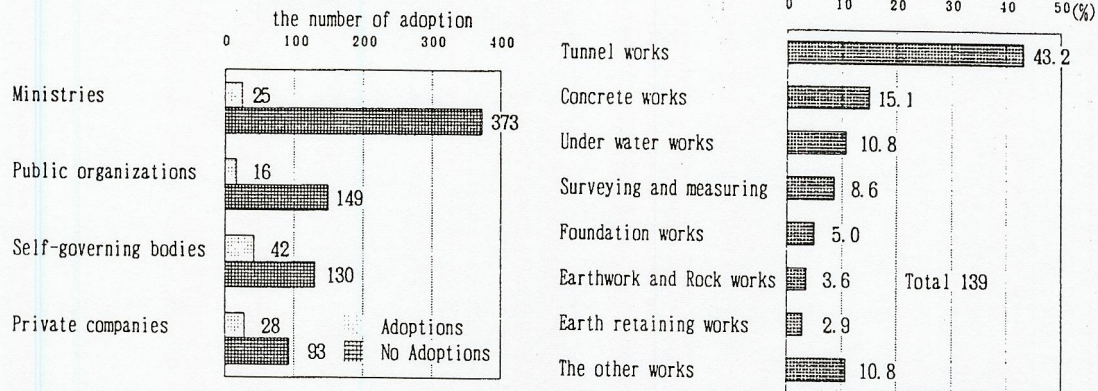 the number of adoption
0 100 200 300 400
Ministries
25
373
Public organizations
16
149
Self-governing bodies
42
130
Private companies
28
93
Adoptions
No Adoptions
0 10 20 30 40 50(%)
Tunnel works 43.2
Concrete works 15.1
Under water works 10.8
Surveying and measuring 8.6
Foundation works 5.0
Earthwork and Rock works 3.6 Total 139
Earth retaining works 2.9
The other works 10.8